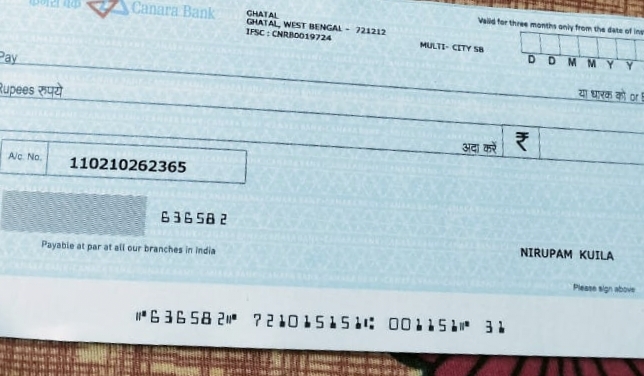 केनरा बैंक Canara Bank
GHATAL
GHATAL, WEST BENGAL - 721212
IFSC : CNRB0019724
MULTI- CITY SB
Valid for three months only from the date of
D D M M Y Y
Pay
Rupees रुपये
या धारक को or
अदा करें ₹
A/c. No. 110210262365
636582
Payable at par at all our branches in India
NIRUPAM KUILA
Please sign above
⑈636582⑈ 721015151⑆ 001151⑈ 31